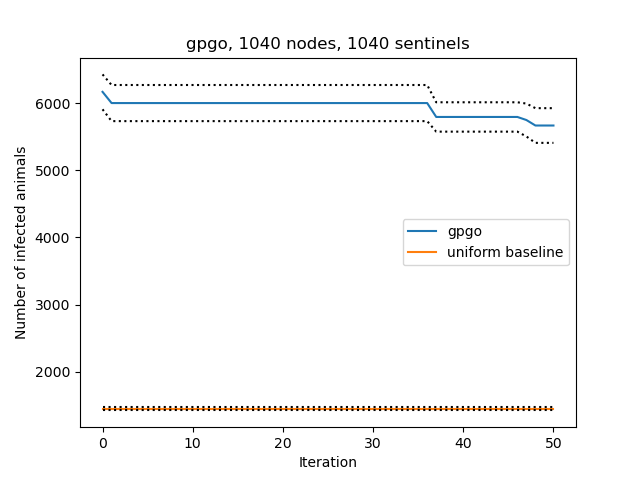 gpgo, 1040 nodes, 1040 sentinels
Number of infected animals
6000
5000
4000
3000
2000
gpgo
uniform baseline
0
10
20
30
40
50
Iteration